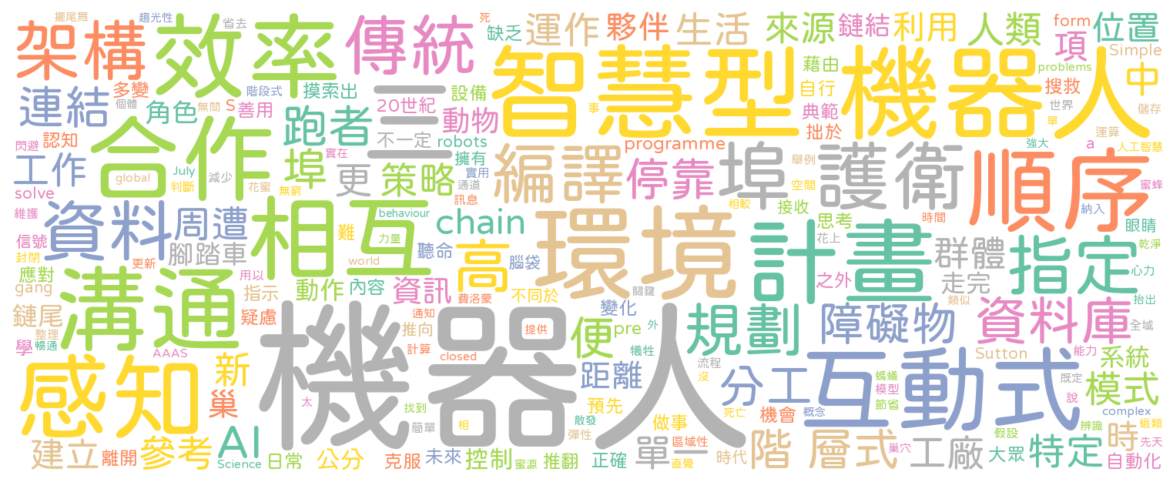 擺尾舞
趨光性
省去
死
缺乏
運作
夥伴
生活
來源
鏈結
利用
人類
form
項
位置
架構
效率
傳統
三
智慧型
機器人
藉由
自行
典範
拙於
搜救
中
Simple
problems
世界
單
儲存
運算
人工智慧
連結
多變
個體
角色
無間
階段式
S
善用
摸索出
跑者
20世紀
設備
動物
不一定
robots
擁有
實用
通道
訊息
事
programme
a
強大
蜜蜂
閃避
認知
合作
工作
global
July
判斷
減少
花蜜
實在
無窮
埠
更
策略
編譯
停靠
埠
護衛
舉例
空間
相較
接收
思考
花上
時間
順序
納入
眼睛
solve
維護
信號
封閉
應對
資料
周遭
腳踏車
更新
相互
難
behaviour
力量
聽命
chain
腦袋
高
環境
計畫
之外
群體
走完
類似
指定
乾淨
心力
抬出
gang
鏈尾
整理
暢通
學
AAAS
溝通
用以
指示
疑慮
world
動作
內容
通知
推向
計算
資訊
費洛蒙
closed
不同於
提供
便
關鍵
變化
pre
外
犧牲
距離
流程
沒
規劃
障礙物
資料庫
全域
Sutton
能力
系統
既定
說
模式
螞蟻
模型
節省
complex
感知
新
巢
機器人
太
找到
簡單
相
散發
彈性
預先
做事
分工
死亡
機會
概念
互動式
假設
辨識
蚜類
先天
建立
離開
參考
AI
Science
日常
公分
克服
未來
控制
蜜源
推翻
正確
單一
區域性
直覺
時代
階層式
巢穴
工廠
大眾
特定
時
自動化